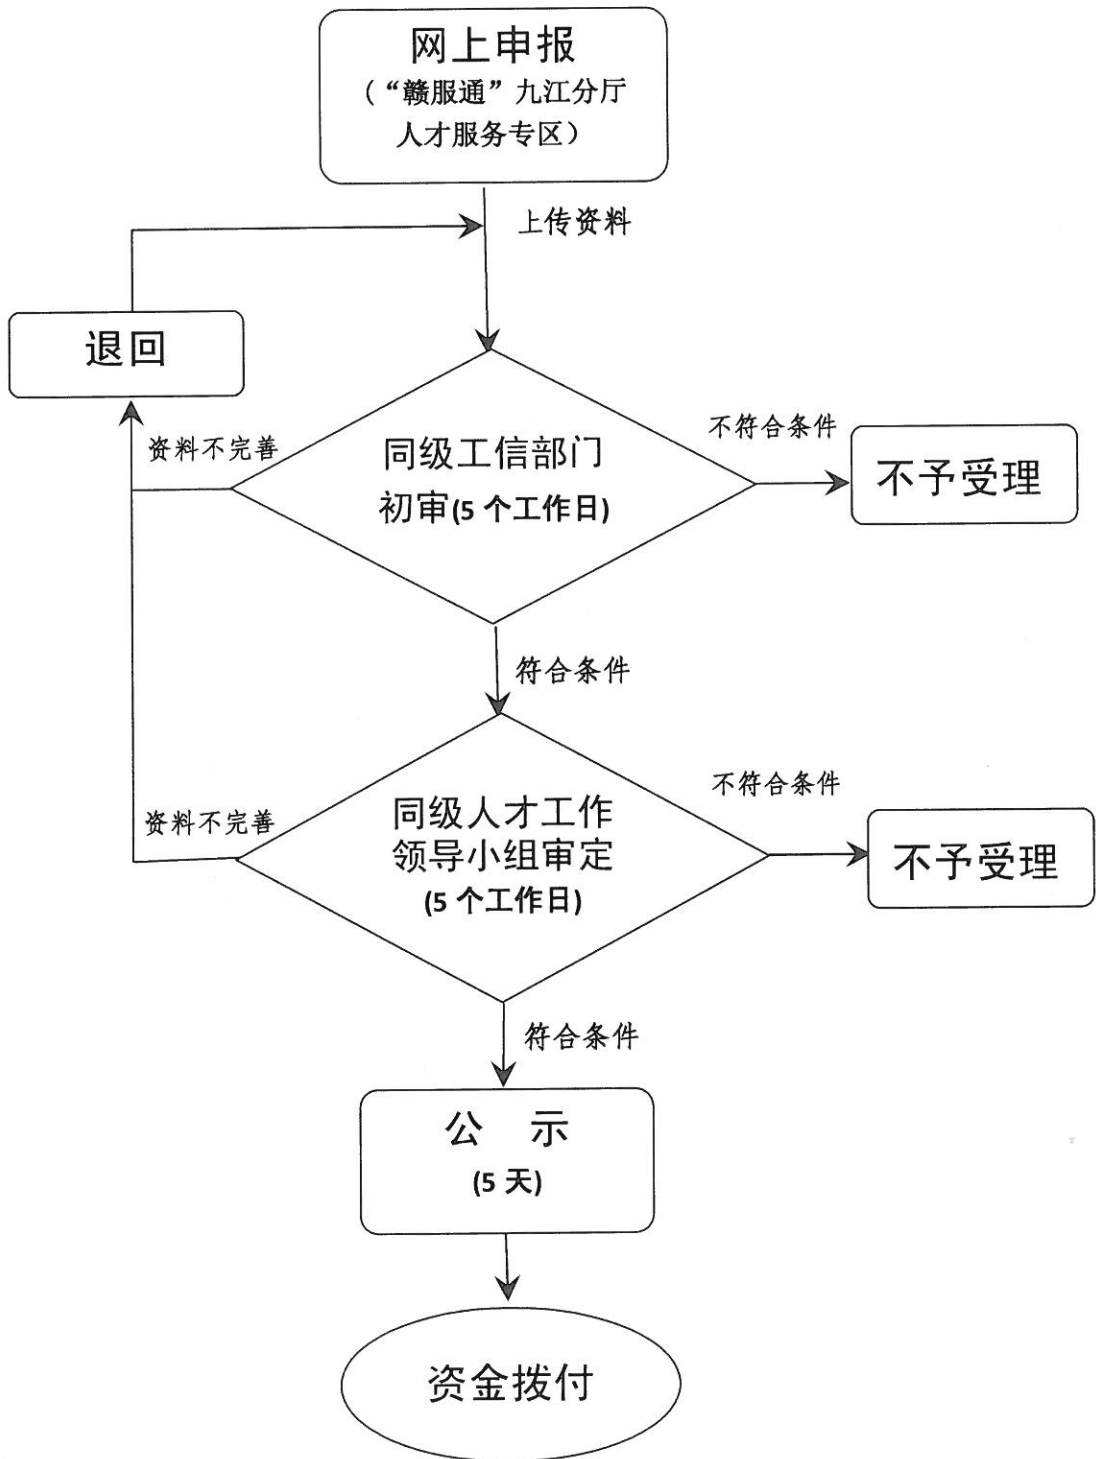 网上申报
（“赣服通”九江分厅
人才服务专区）
上传资料
退回
资料不完善
同级工信部门
初审(5 个工作日)
不符合条件
不予受理
符合条件
资料不完善
同级人才工作
领导小组审定
(5 个工作日)
不符合条件
不予受理
符合条件
公 示
(5 天)
资金拨付